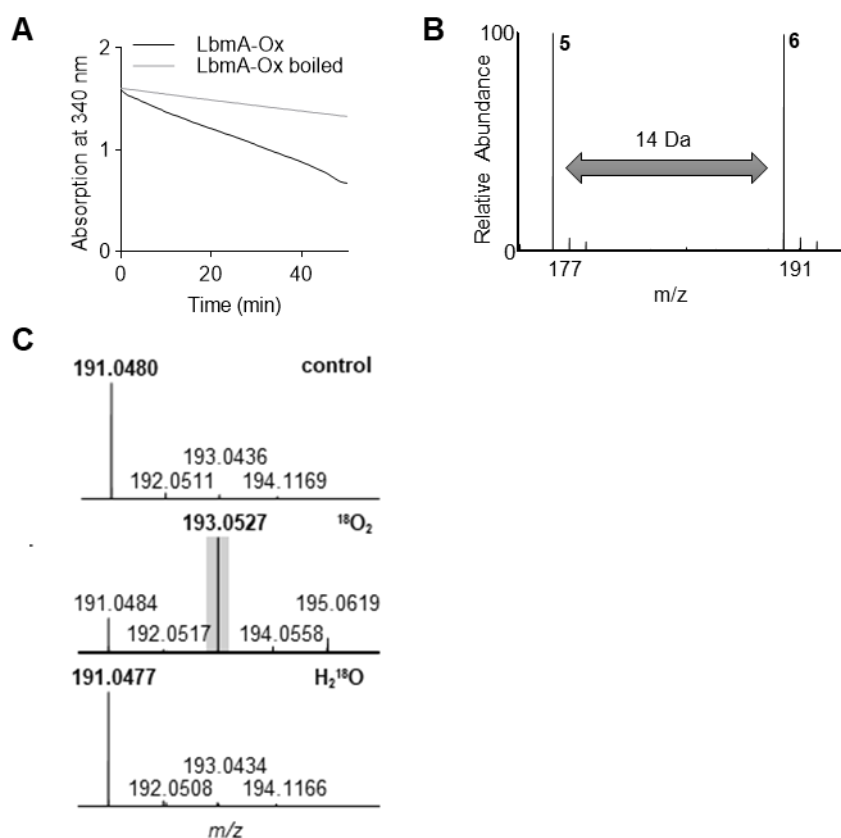 A
2
LbmA-Ox
LbmA-Ox boiled
1
0
Absorption at 340 nm
0
20
40
Time (min)
B
100
5
6
14 Da
Relative Abundance
0
177
191
m/z
C
191.0480
control
193.0436
192.0511
194.1169
193.0527
¹⁸O₂
191.0484
195.0619
192.0517
194.0558
191.0477
H₂¹⁸O
193.0434
192.0508
194.1166
m/z